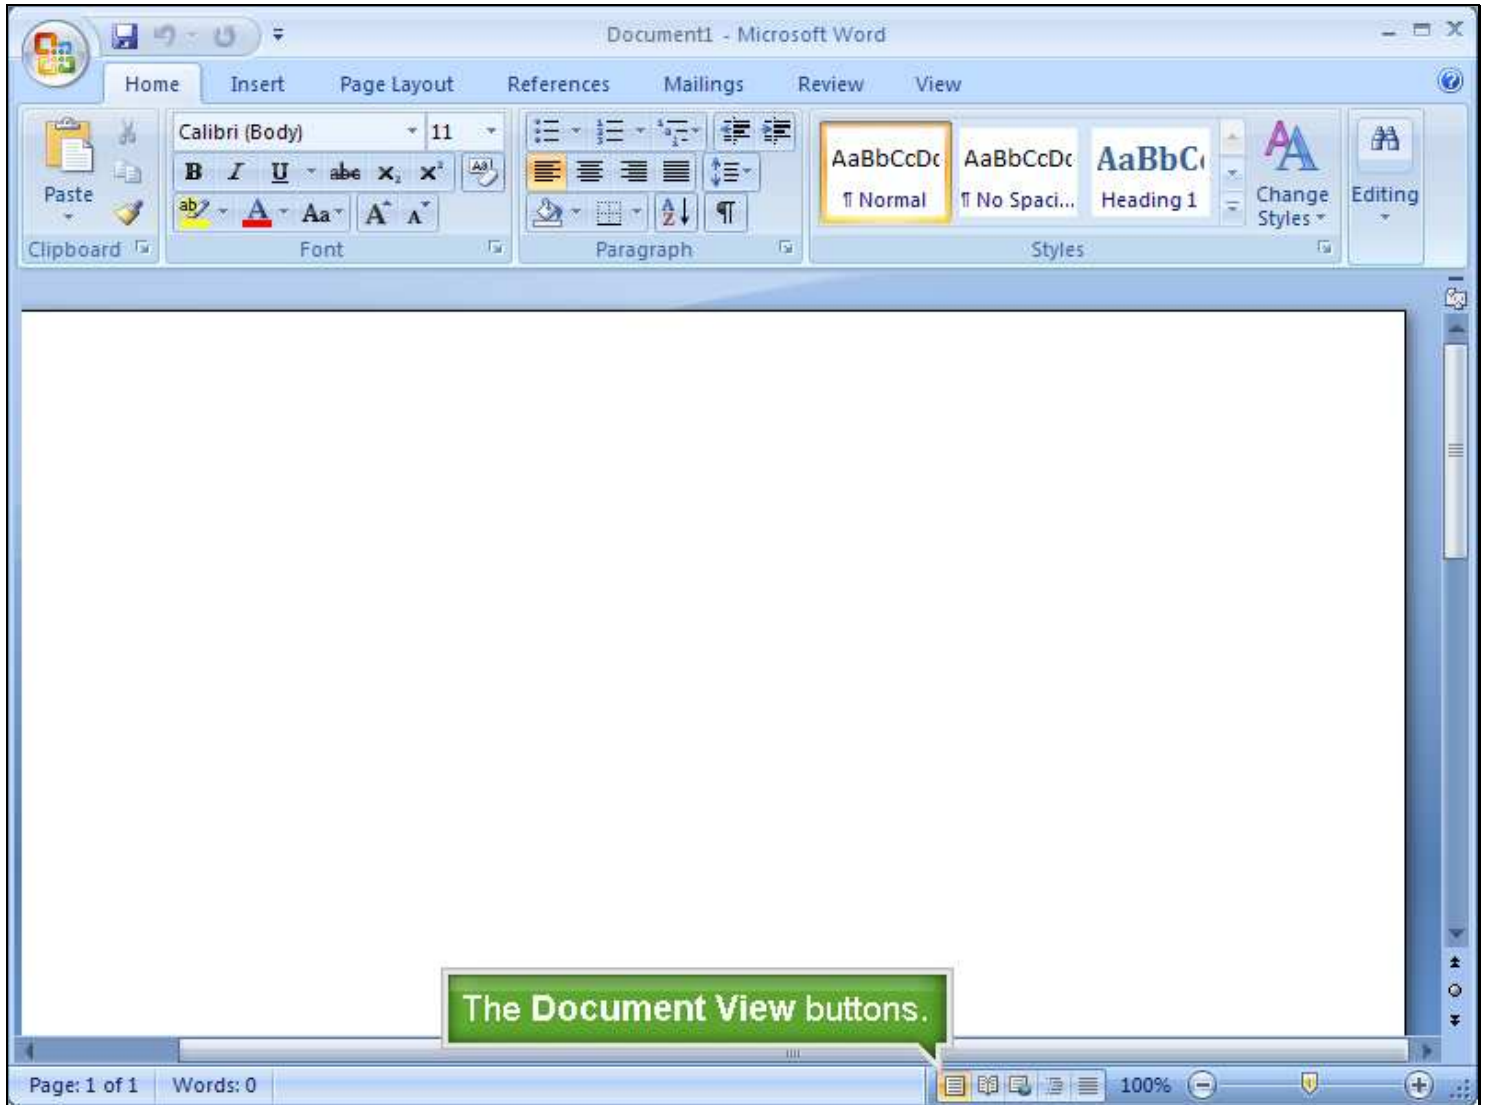 Document1 - Microsoft Word
Home Insert Page Layout References Mailings Review View
Calibri (Body) 11
B I U abc x₂ x²
ab A Aa A A
Paste
Clipboard
Font
A Z ¶
Paragraph
AaBbCcDc AaBbCcDc AaBbC
¶ Normal ¶ No Spaci... Heading 1
Change
Styles
Styles
Editing
The Document View buttons.
Page: 1 of 1 Words: 0 100%